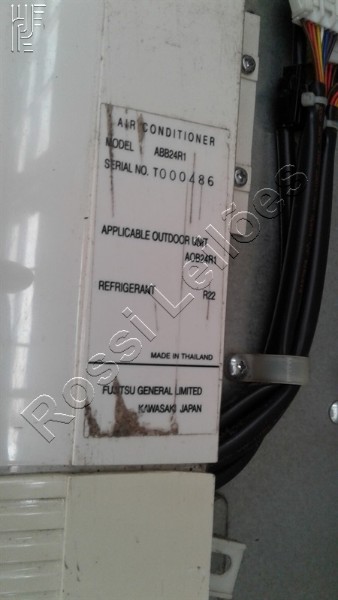 AIR CONDITIONER
MODEL ABB24R1
SERIAL NO. T000486
APPLICABLE OUTDOOR UNIT
AOB24R1
REFRIGERANT R22
MADE IN THAILAND
FUJITSU GENERAL LIMITED
KAWASAKI JAPAN
Rossi Leilões